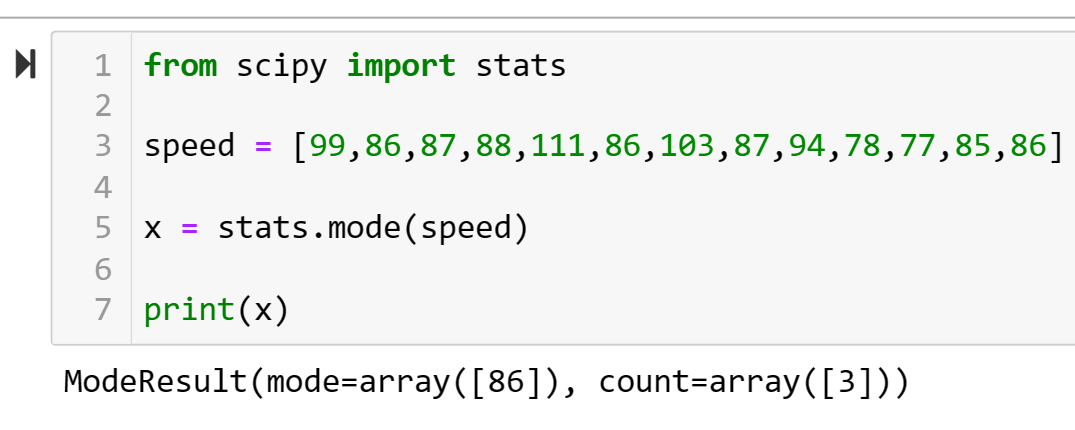 1 from scipy import stats
2
3 speed = [99,86,87,88,111,86,103,87,94,78,77,85,86]
4
5 x = stats.mode(speed)
6
7 print(x)
ModeResult(mode=array([86]), count=array([3]))